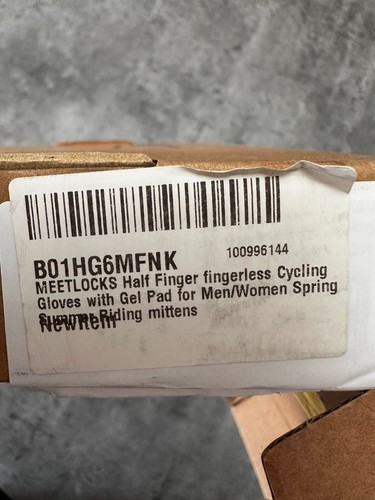 B01HG6MFNK
100996144
MEETLOCKS Half Finger fingerless Cycling
Gloves with Gel Pad for Men/Women Spring
Summer Riding mittens
New Item